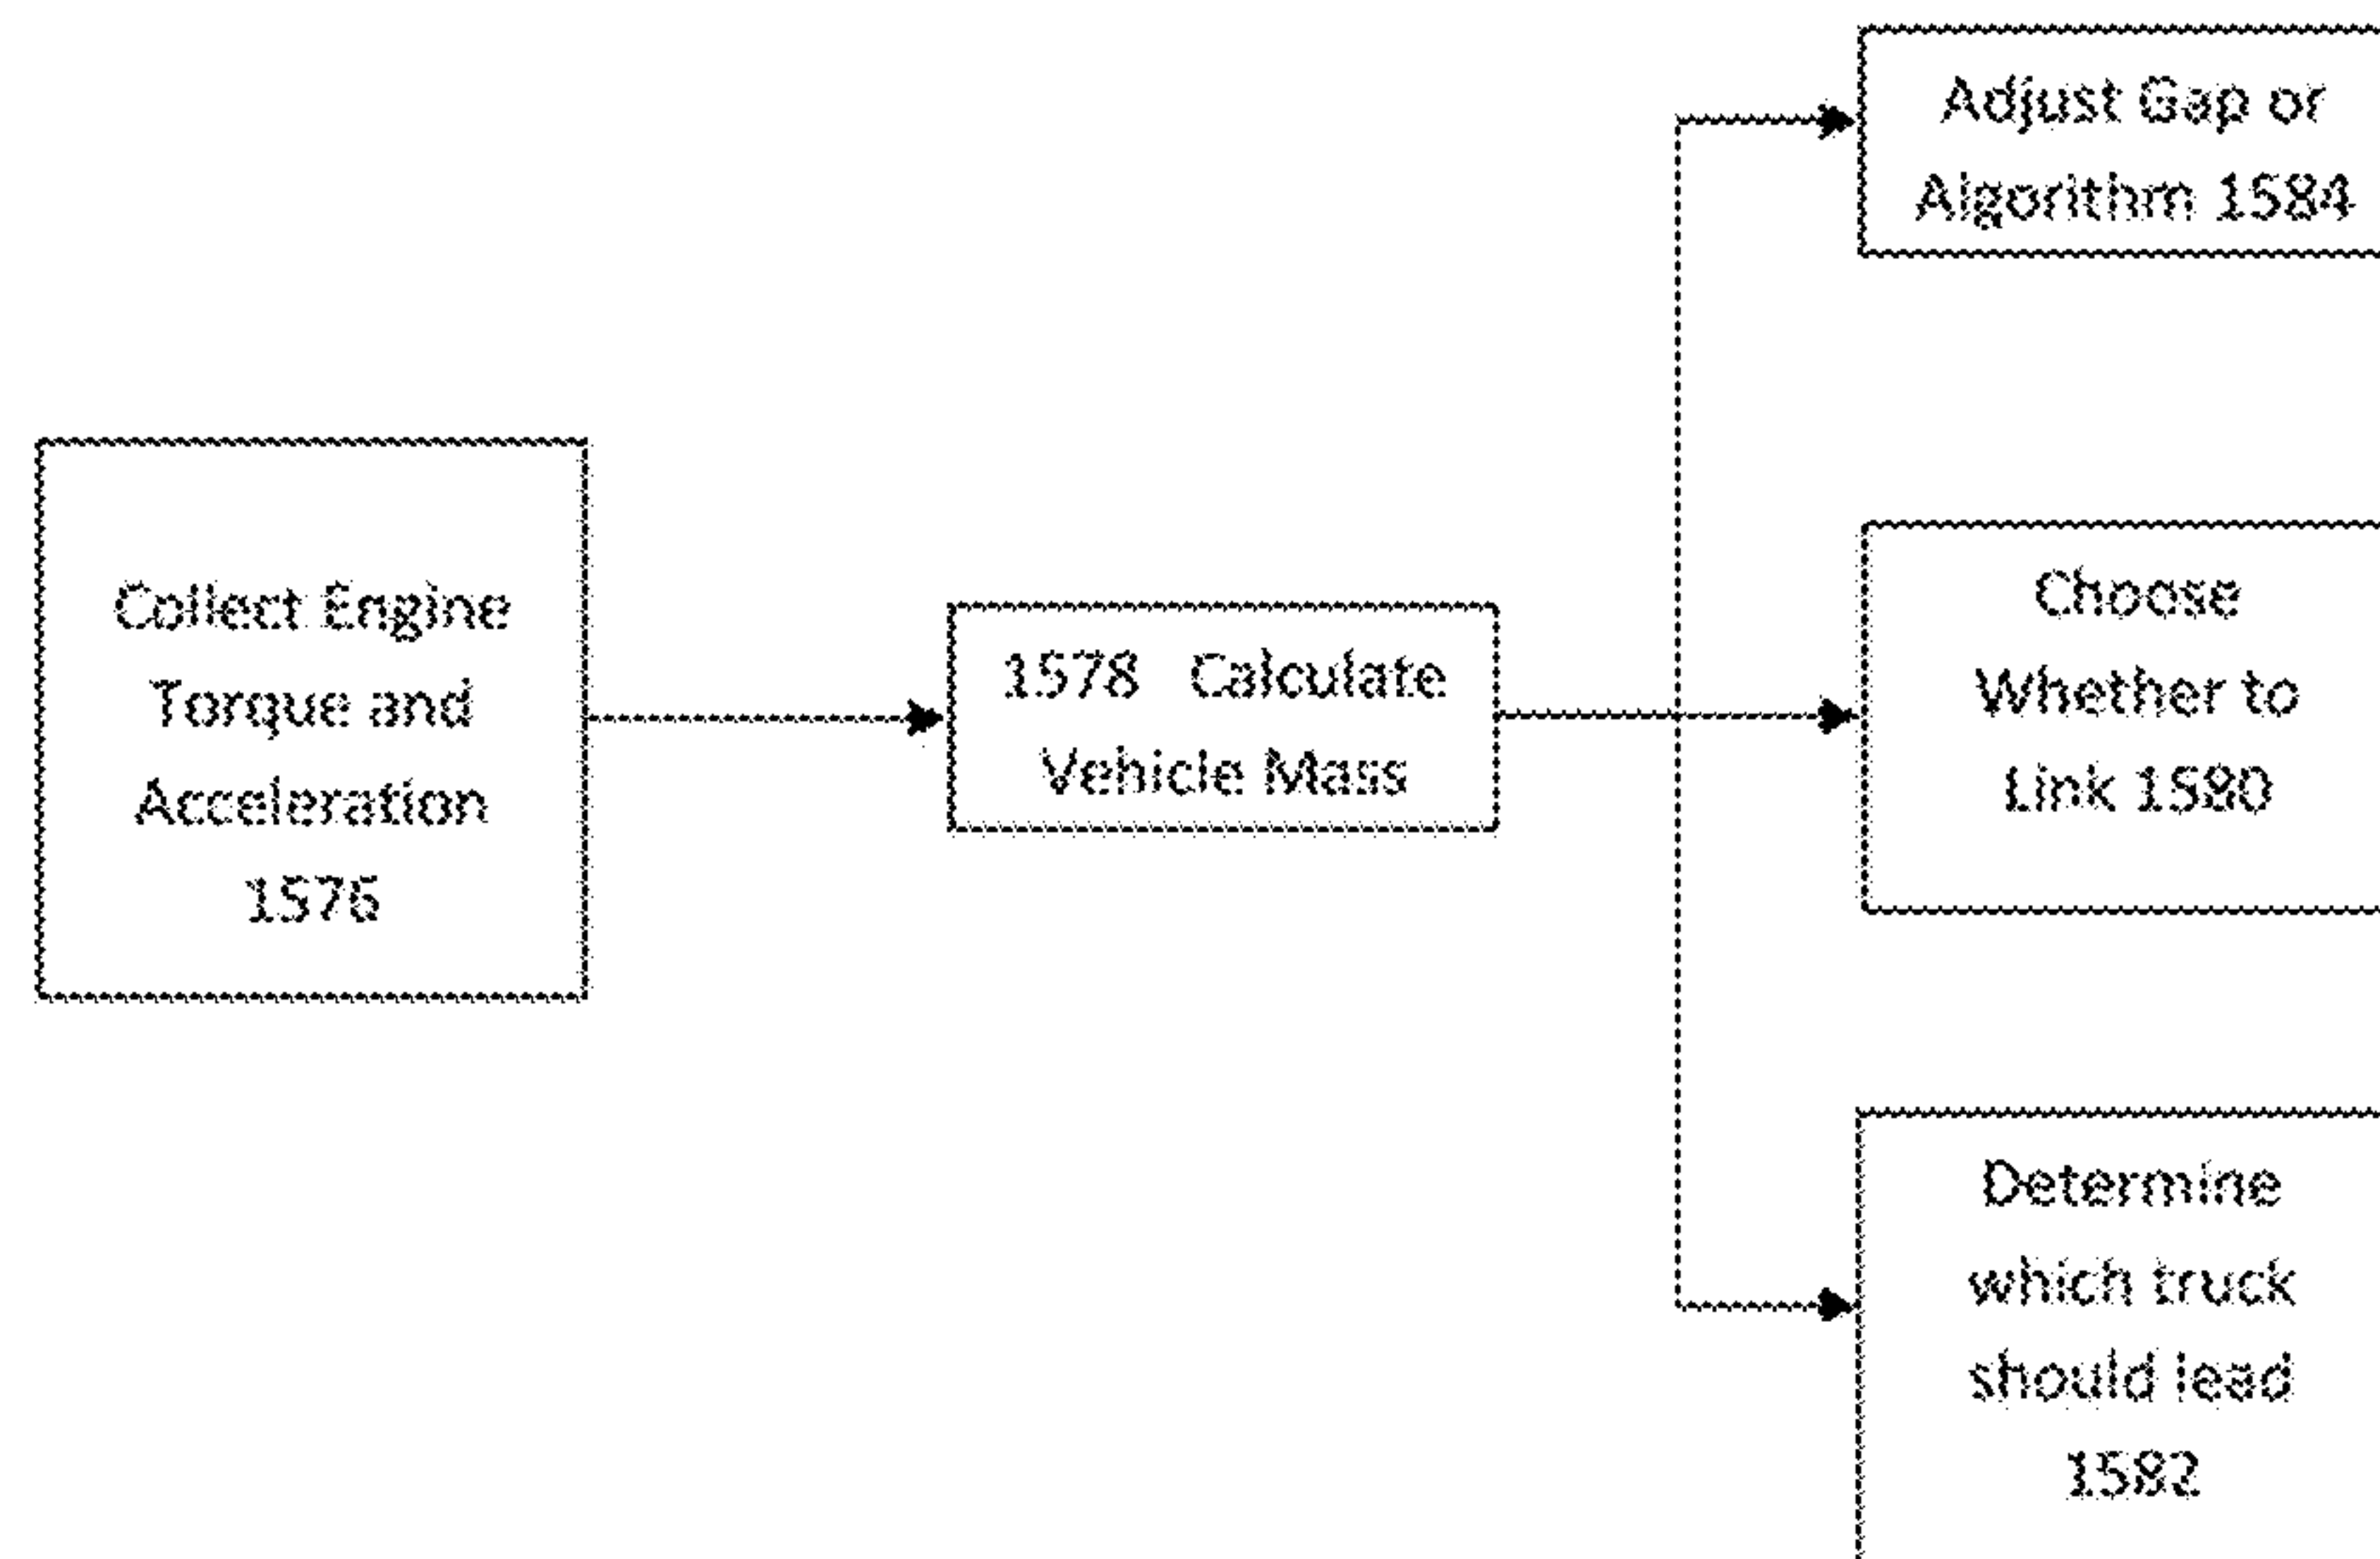 Adjust Gap or
Algorithm 1584
Collect Engine
Torque and
Acceleration
1576
1578 Calculate
Vehicle Mass
Choose
Whether to
Link 1580
Determine
which truck
should lead
1582